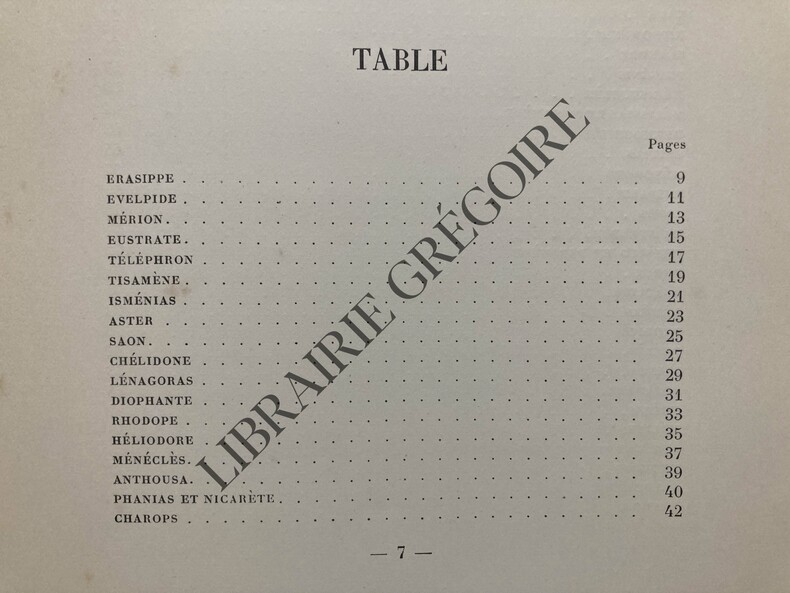 TABLE
Pages
ERASIPPE . . . . . . . . . . . . . . . . . . . . 9
EVELPIDE . . . . . . . . . . . . . . . . . . . . 11
MÉRION. . . . . . . . . . . . . . . . . . . . . 13
EUSTRATE. . . . . . . . . . . . . . . . . . . . 15
TÉLÉPHRON . . . . . . . . . . . . . . . . . . . 17
TISAMÈNE. . . . . . . . . . . . . . . . . . . . 19
ISMÉNIAS . . . . . . . . . . . . . . . . . . . . 21
ASTER . . . . . . . . . . . . . . . . . . . . . 23
SAON. . . . . . . . . . . . . . . . . . . . . . 25
CHÉLIDONE . . . . . . . . . . . . . . . . . . . 27
LÉNAGORAS . . . . . . . . . . . . . . . . . . . 29
DIOPHANTE . . . . . . . . . . . . . . . . . . . 31
RHODOPE . . . . . . . . . . . . . . . . . . . . 33
HÉLIODORE . . . . . . . . . . . . . . . . . . . 35
MÉNÉCLÈS. . . . . . . . . . . . . . . . . . . . 37
ANTHOUSA. . . . . . . . . . . . . . . . . . . . 39
PHANIAS ET NICARÈTE . . . . . . . . . . . . . . . 40
CHAROPS . . . . . . . . . . . . . . . . . . . . 42
— 7 —
LIBRAIRIE GRÉGOIRE